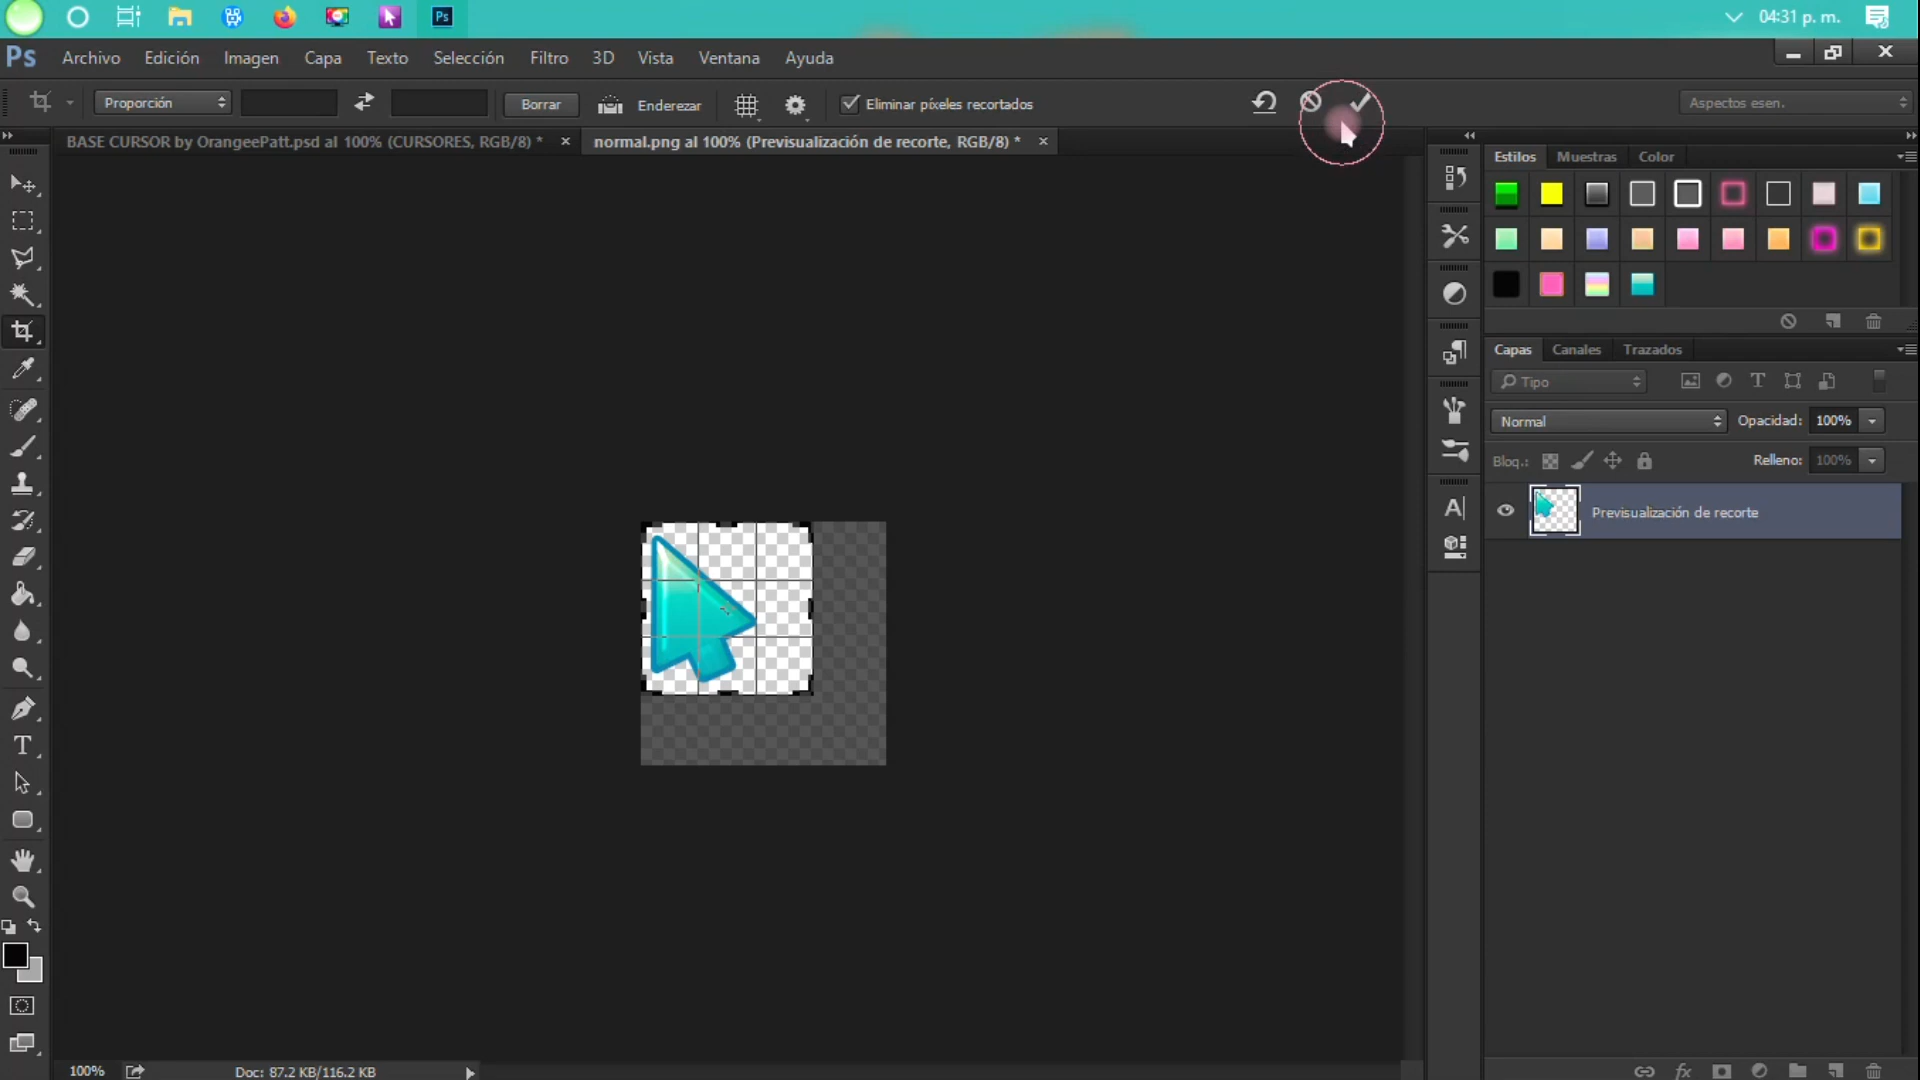 Ps
04:31 p. m.
Ps
Archivo
Edición
Imagen
Capa
Texto
Selección
Filtro
3D
Vista
Ventana
Ayuda
Proporción
Borrar
Enderezar
Eliminar píxeles recortados
Aspectos esen.
BASE CURSOR by OrangeePatt.psd al 100% (CURSORES, RGB/8) *
normal.png al 100% (Previsualización de recorte, RGB/8) *
Estilos
Muestras
Color
Capas
Canales
Trazados
Tipo
Normal
Opacidad:
100%
Bloq.:
Relleno:
100%
Previsualización de recorte
100%
Doc: 87.2 KB/116.2 KB